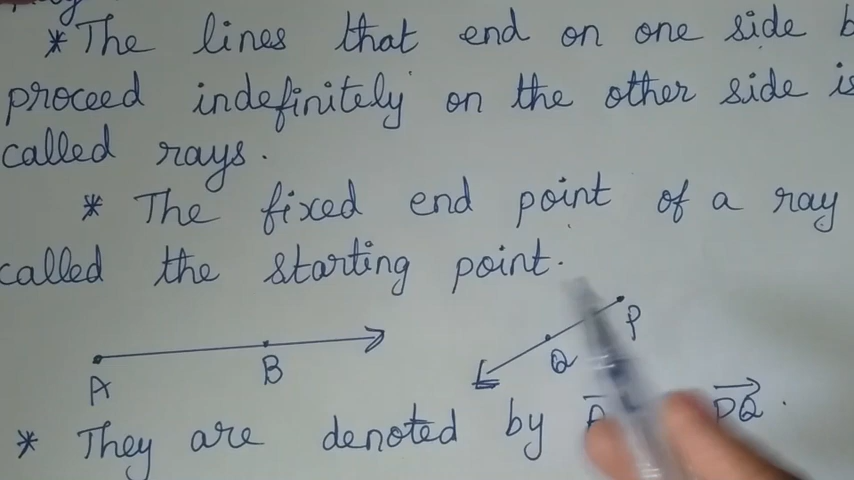 * The lines that end on one side
proceed indefinitely on the other side is
called rays.
* The fixed end point of a ray
called the starting point.
A B Q P
* They are denoted by PQ.